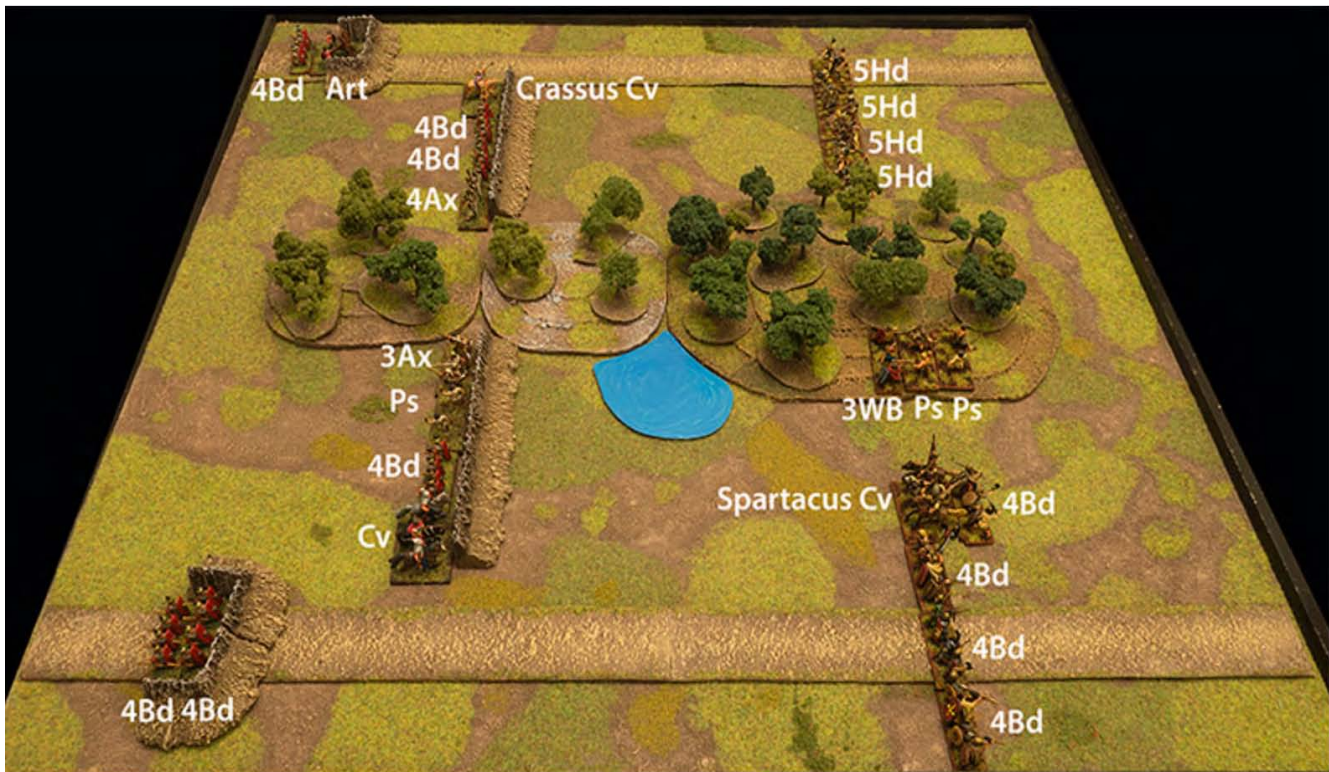 4Bd Art
Crassus Cv
5Hd
5Hd
5Hd
5Hd
4Bd
4Bd
4Ax
3Ax
Ps
3WB Ps Ps
4Bd
Spartacus Cv
4Bd
Cv
4Bd
4Bd
4Bd 4Bd
4Bd